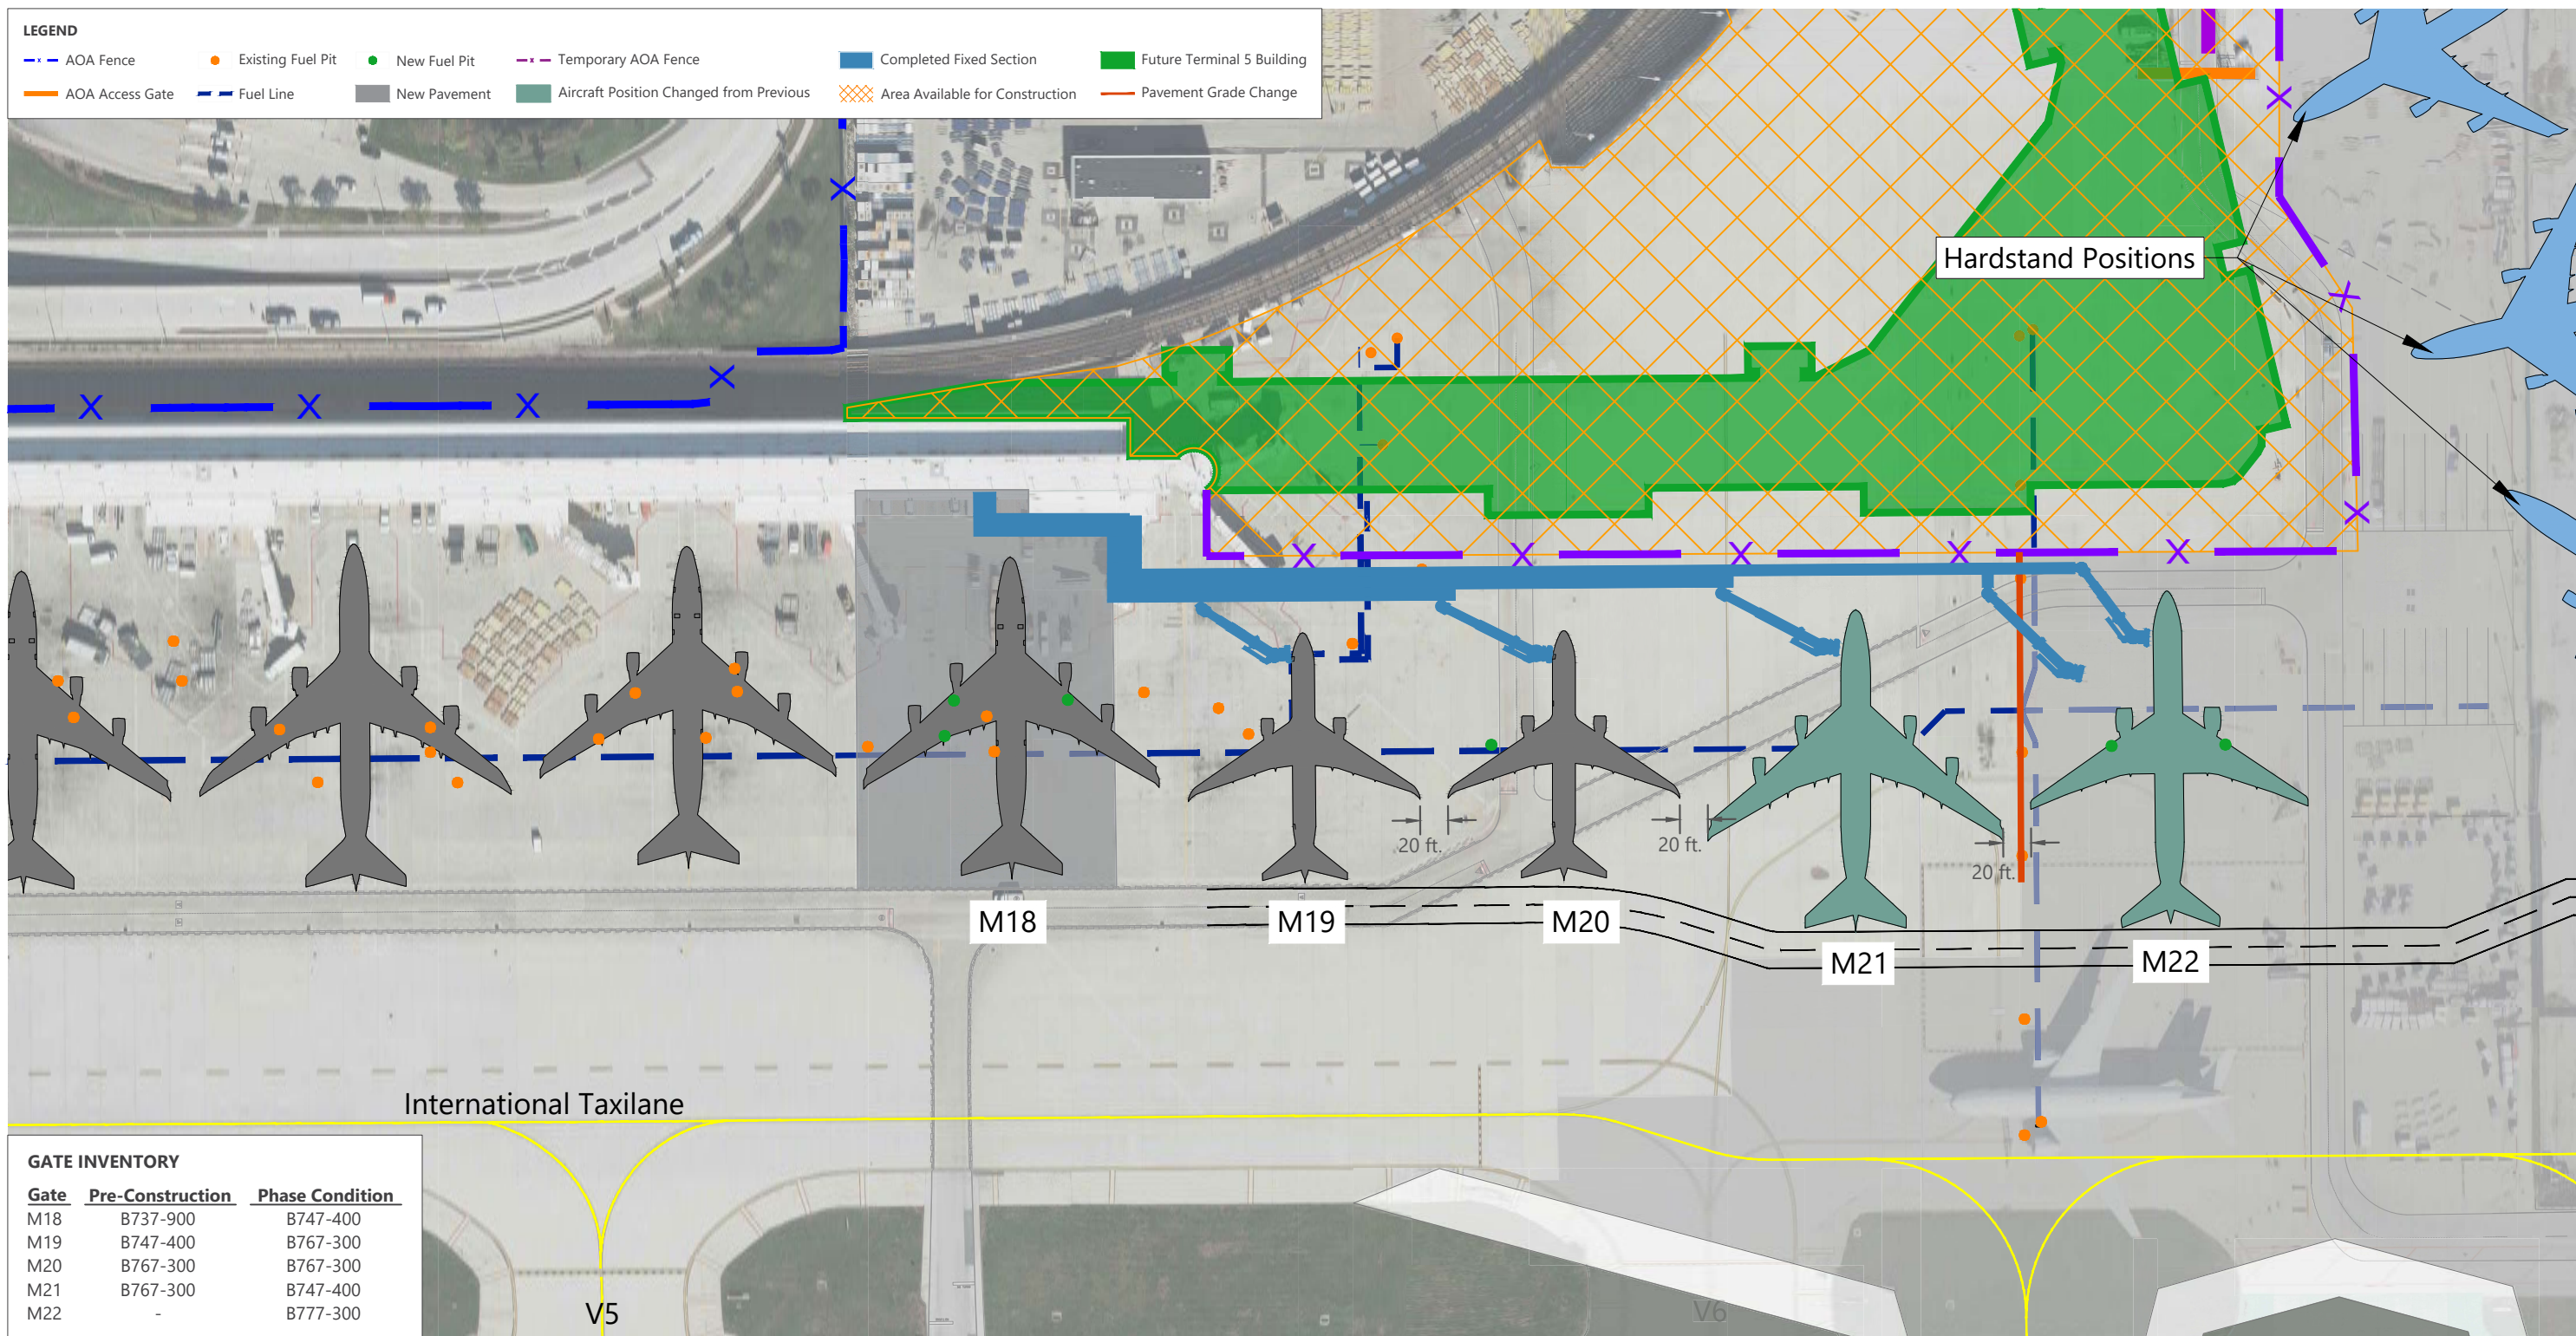 LEGEND
AOA Fence
Existing Fuel Pit
New Fuel Pit
Temporary AOA Fence
Completed Fixed Section
Future Terminal 5 Building
AOA Access Gate
Fuel Line
New Pavement
Aircraft Position Changed from Previous
Area Available for Construction
Pavement Grade Change
Hardstand Positions
20 ft.
20 ft.
20 ft.
M18
M19
M20
M21
M22
International Taxilane
GATE INVENTORY
Gate Pre-Construction Phase Condition
M18 B737-900 B747-400
M19 B747-400 B767-300
M20 B767-300 B767-300
M21 B767-300 B747-400
M22 - B777-300
V5
V6